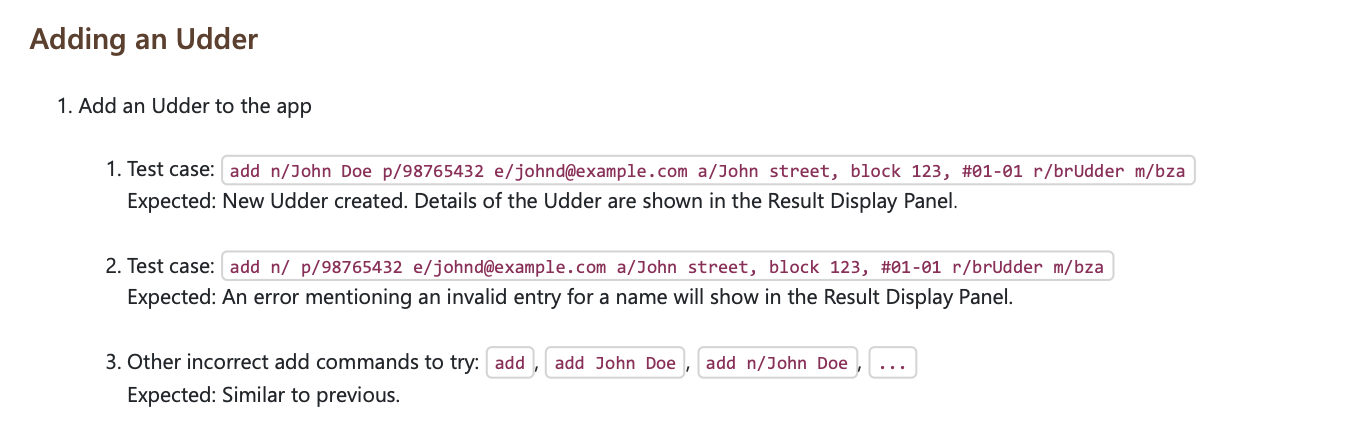 Adding an Udder
1. Add an Udder to the app
1. Test case: add n/John Doe p/98765432 e/johnd@example.com a/John street, block 123, #01-01 r/brUdder m/bza
Expected: New Udder created. Details of the Udder are shown in the Result Display Panel.
2. Test case: add n/ p/98765432 e/johnd@example.com a/John street, block 123, #01-01 r/brUdder m/bza
Expected: An error mentioning an invalid entry for a name will show in the Result Display Panel.
3. Other incorrect add commands to try: add, add John Doe, add n/John Doe, ...
Expected: Similar to previous.